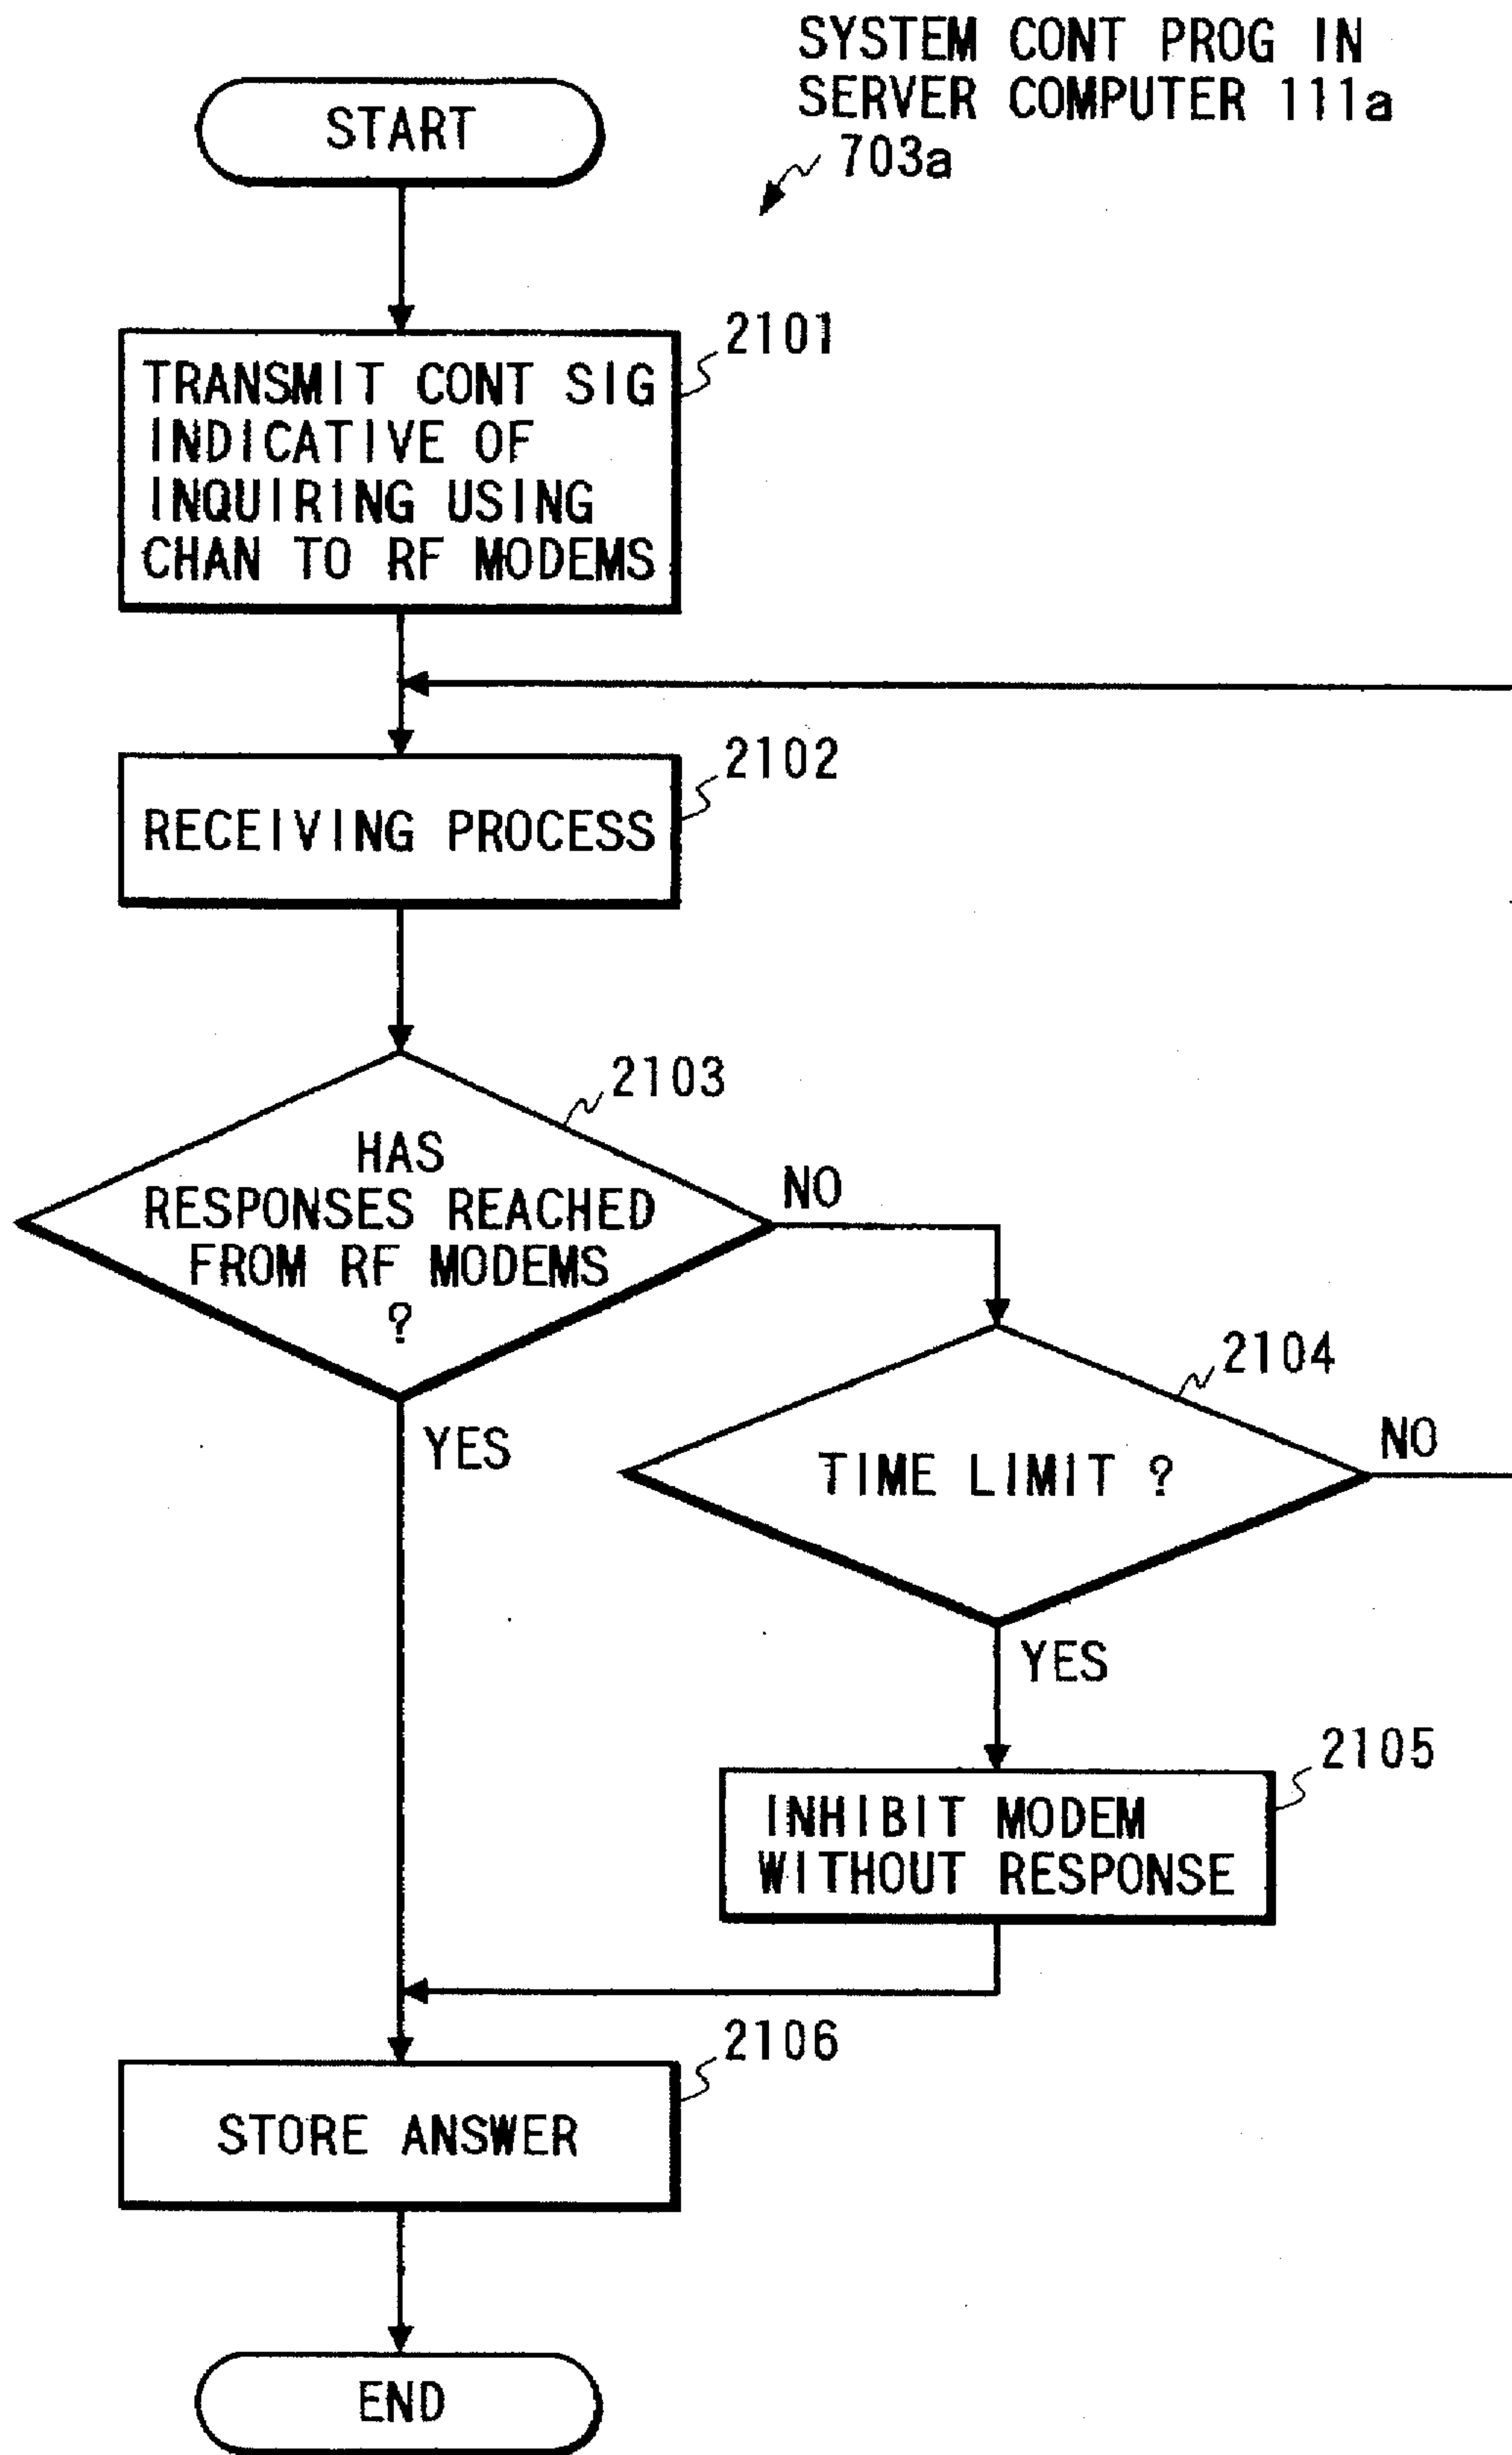 SYSTEM CONT PROG IN
SERVER COMPUTER 111a
703a
START
2101
TRANSMIT CONT SIG
INDICATIVE OF
INQUIRING USING
CHAN TO RF MODEMS
2102
RECEIVING PROCESS
2103
HAS
RESPONSES REACHED
FROM RF MODEMS
?
NO
YES
2104
TIME LIMIT ?
NO
YES
2105
INHIBIT MODEM
WITHOUT RESPONSE
2106
STORE ANSWER
END